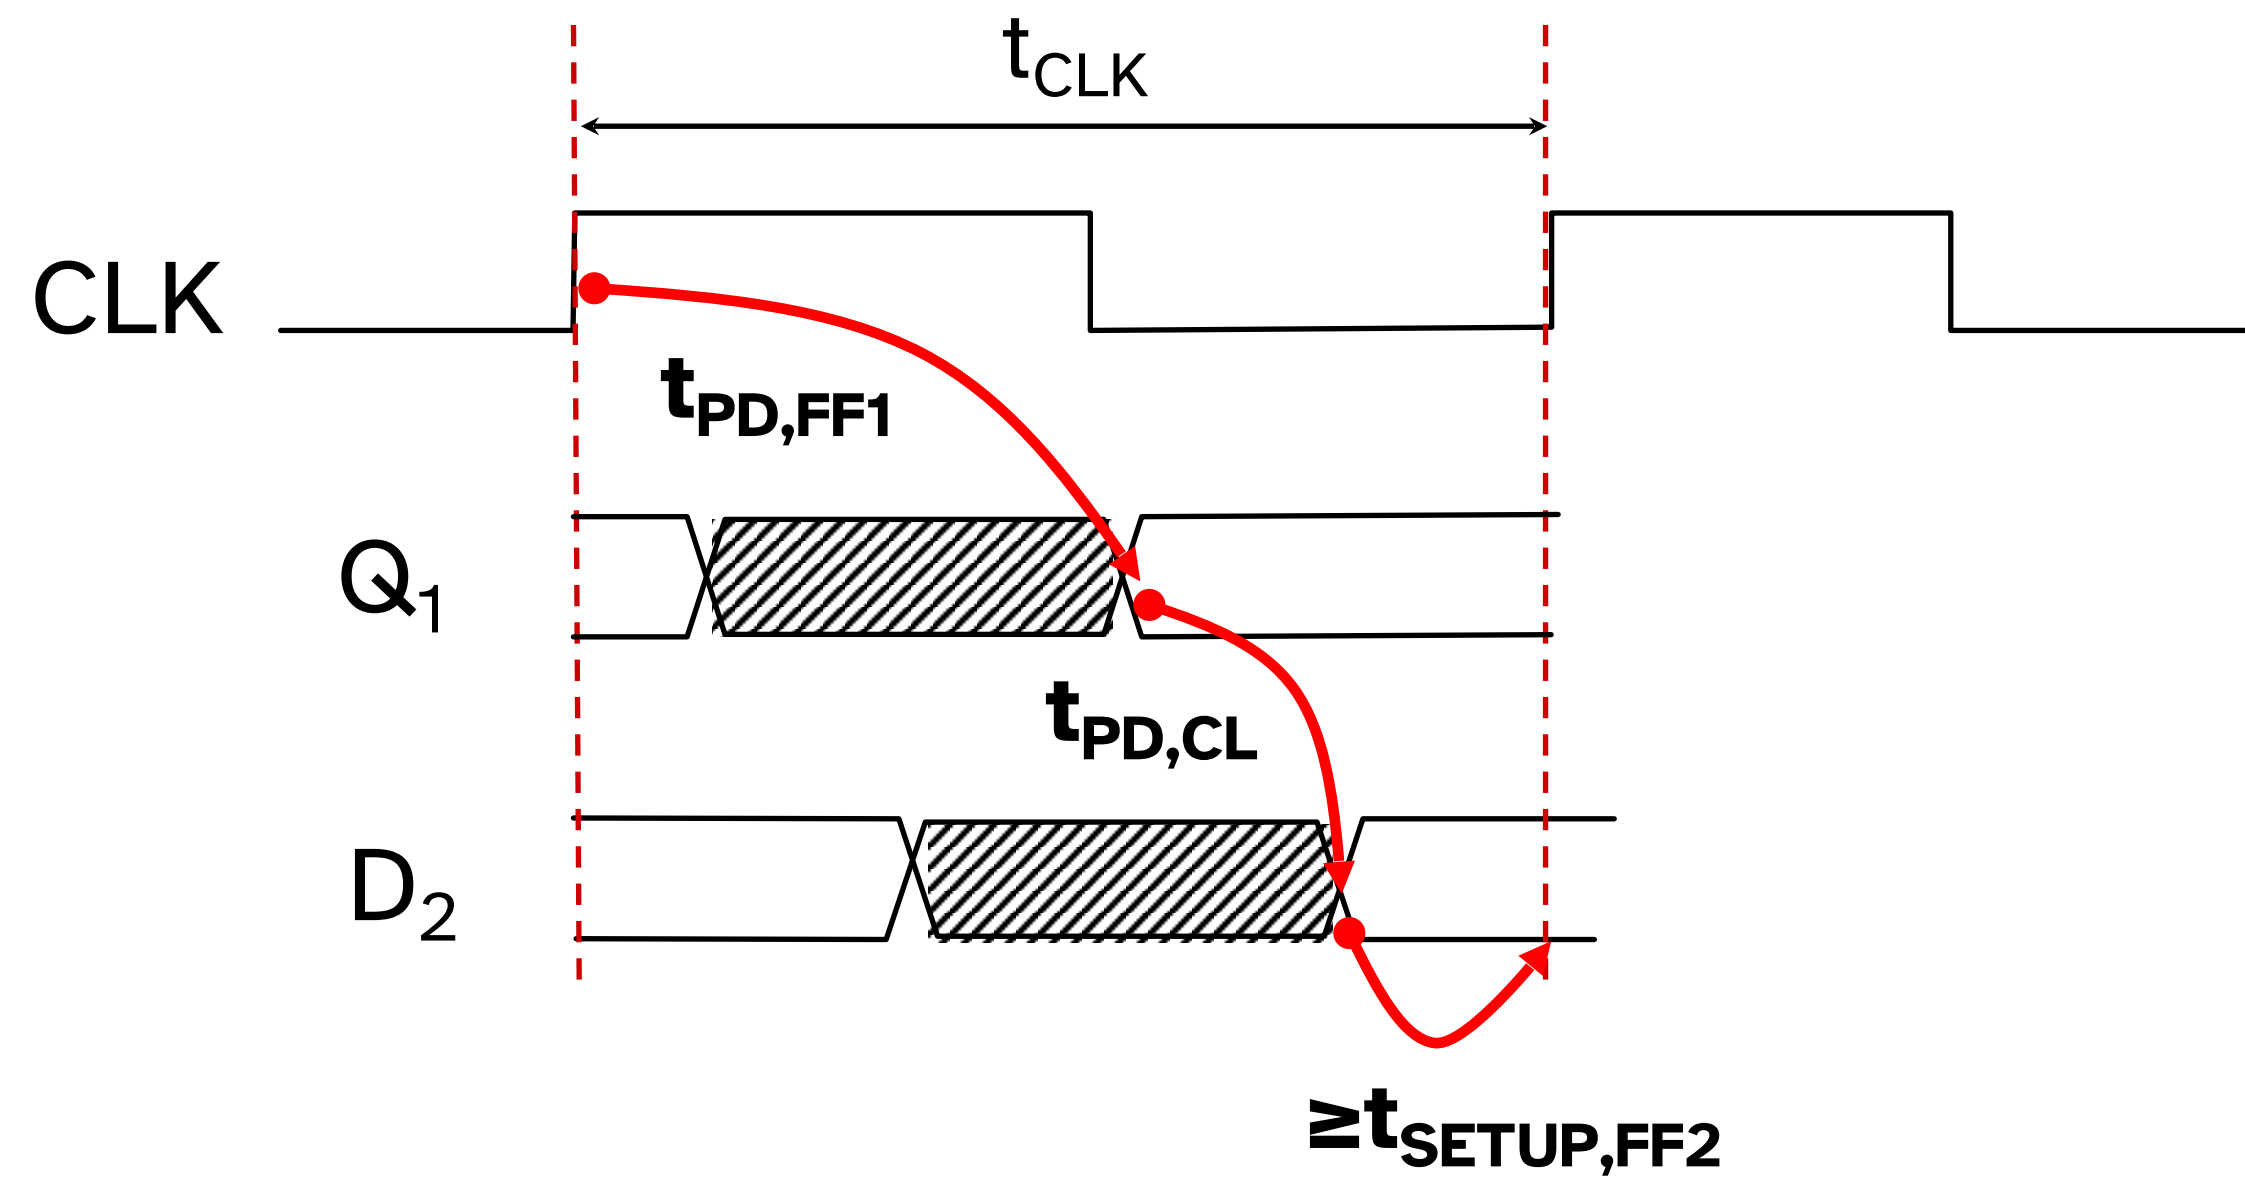 tCLK
CLK
tPD,FF1
Q1
tPD,CL
D2
≥tSETUP,FF2